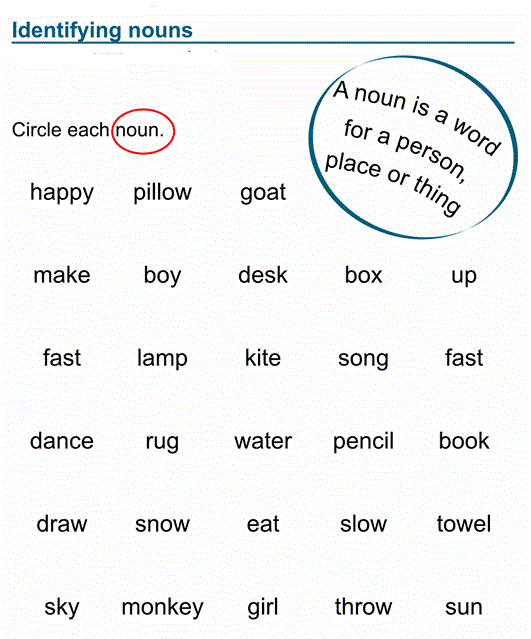 Identifying nouns
Circle each noun.
A noun is a word
for a person,
place or thing
happy pillow goat
make boy desk box up
fast lamp kite song fast
dance rug water pencil book
draw snow eat slow towel
sky monkey girl throw sun